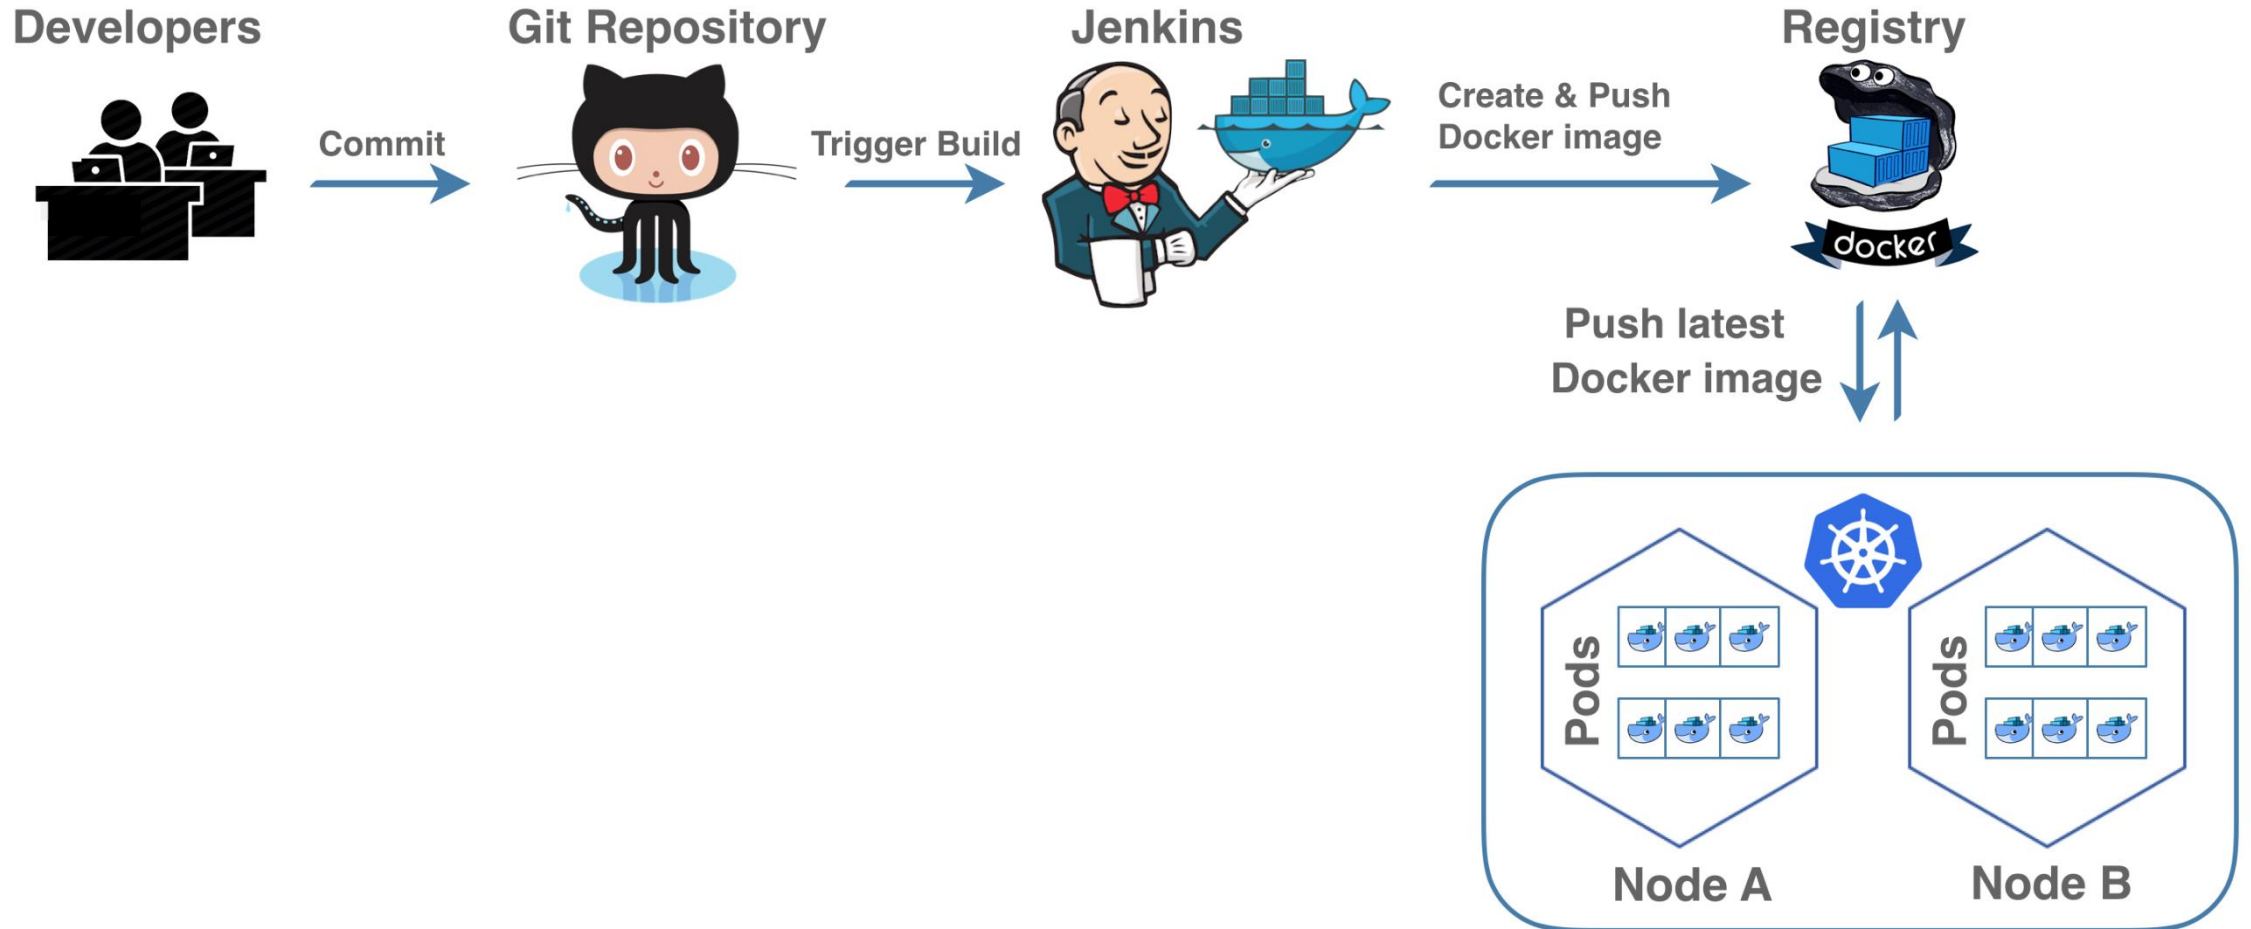 Developers
Git Repository
Jenkins
Registry
Commit
Trigger Build
Create & Push
Docker image
docker
Push latest
Docker image
Pods
Pods
Node A
Node B